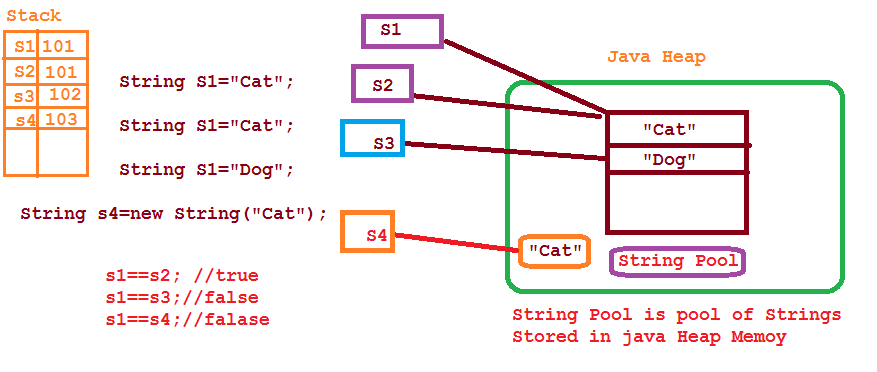 Stack
S1 101
S2 101
s3 102
s4 103
String S1="Cat";
String S1="Cat";
String S1="Dog";
String s4=new String("Cat");
s1==s2; //true
s1==s3;//false
s1==s4;//falase
S1
S2
S3
S4
Java Heap
"Cat"
"Dog"
"Cat"
String Pool
String Pool is pool of Strings
Stored in java Heap Memoy